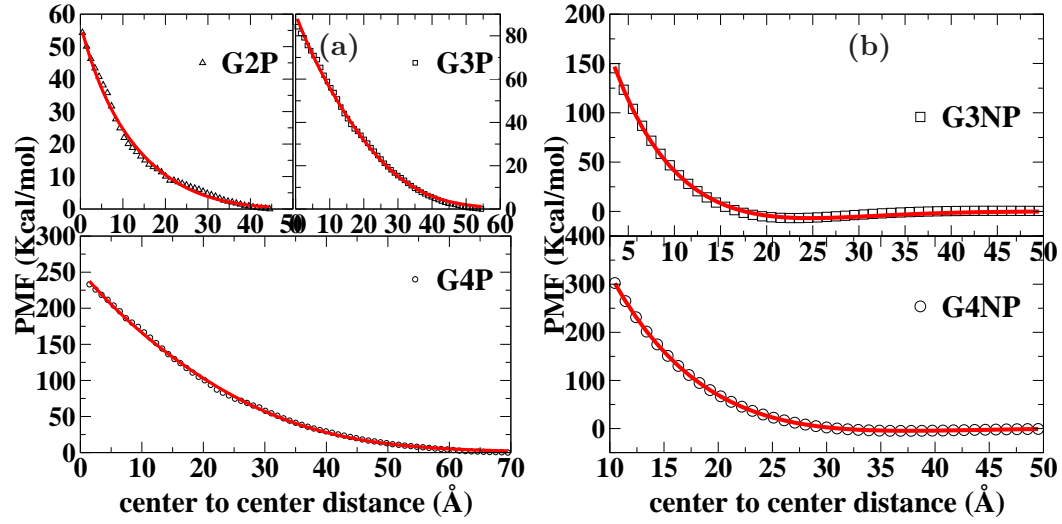 60
50
40
30
20
10
0
G2P
0 10 20 30 40 50
(a)
G3P
80
60
40
20
0
0 10 20 30 40 50 60
PMF (Kcal/mol)
300
250
200
150
100
50
0
G4P
0 10 20 30 40 50 60 70
center to center distance (Å)
(b)
200
150
100
50
0
G3NP
5 10 15 20 25 30 35 40 45 50
PMF (Kcal/mol)
400
300
200
100
0
G4NP
10 15 20 25 30 35 40 45 50
center to center distance (Å)